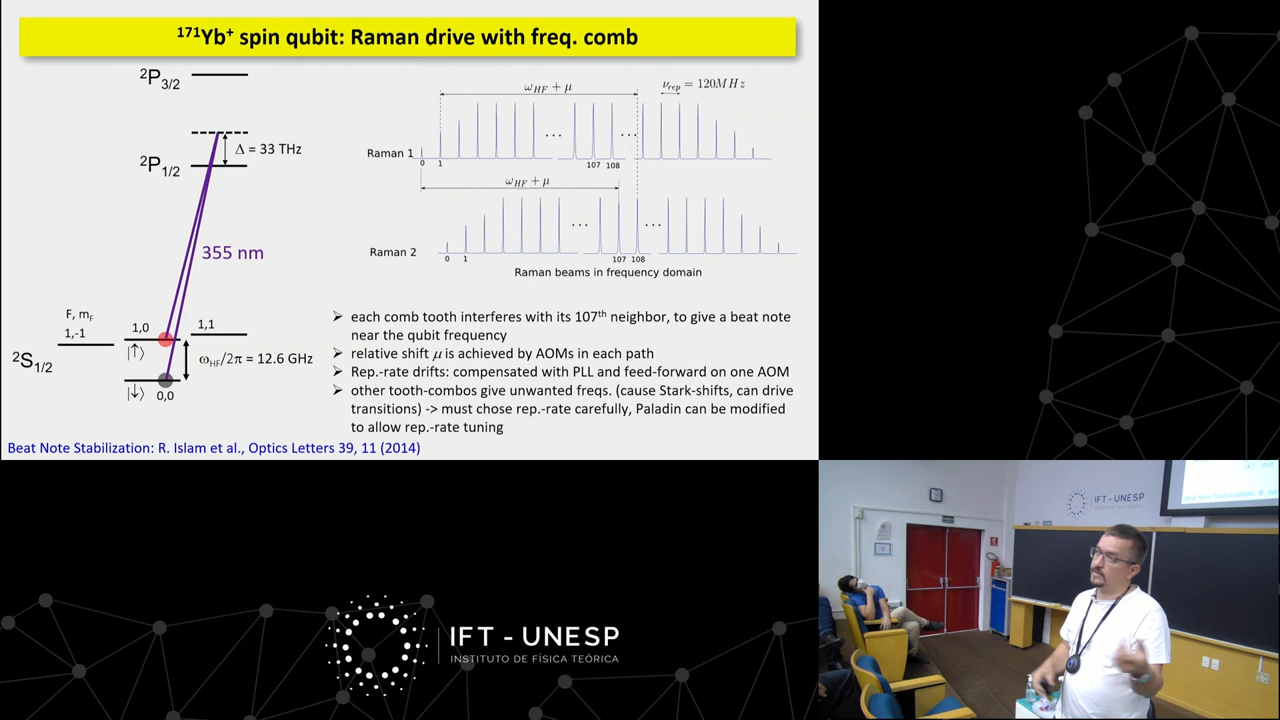 ¹⁷¹Yb⁺ spin qubit: Raman drive with freq. comb
²P₃/₂
Δ = 33 THz
²P₁/₂
355 nm
F, m_F
1,-1
1,0
1,1
|↑⟩
²S₁/₂
ω_HF/2π = 12.6 GHz
|↓⟩
0,0
ω_HF + μ
ν_rep = 120MHz
Raman 1
0 1 ... 107 108 ...
ω_HF + μ
Raman 2
0 1 ... 107 108 ...
Raman beams in frequency domain
➢ each comb tooth interferes with its 107th neighbor, to give a beat note
near the qubit frequency
➢ relative shift μ is achieved by AOMs in each path
➢ Rep.-rate drifts: compensated with PLL and feed-forward on one AOM
➢ other tooth-combos give unwanted freqs. (cause Stark-shifts, can drive
transitions) -> must chose rep.-rate carefully, Paladin can be modified
to allow rep.-rate tuning
Beat Note Stabilization: R. Islam et al., Optics Letters 39, 11 (2014)
IFT - UNESP
INSTITUTO DE FÍSICA TEÓRICA
IFT - UNESP